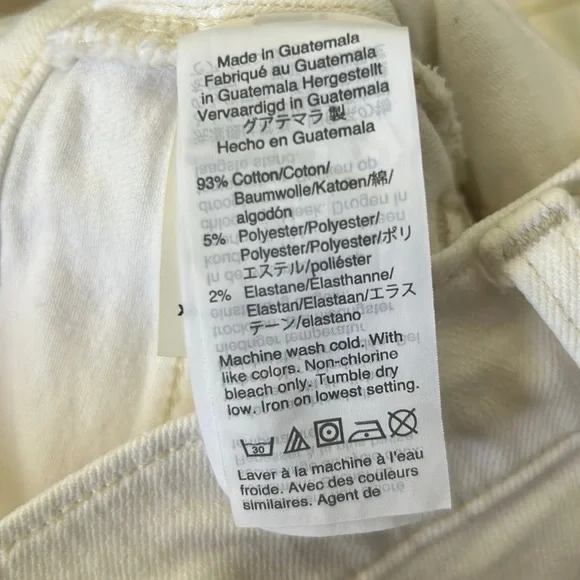 Made in Guatemala
Fabriqué au Guatemala
in Guatemala Hergestellt
Vervaardigd in Guatemala
グアテマラ 製
Hecho en Guatemala
93% Cotton/Coton/
Baumwolle/Katoen/綿/
algodón
5% Polyester/Polyester/
Polyester/Polyester/ポリ
エステル/poliéster
2% Elastane/Elasthanne/
Elastan/Elastaan/エラス
テーン/elastano
Machine wash cold. With
like colors. Non-chlorine
bleach only. Tumble dry
low. Iron on lowest setting.
30
Laver à la machine à l'eau
froide. Avec des couleurs
similaires. Agent de